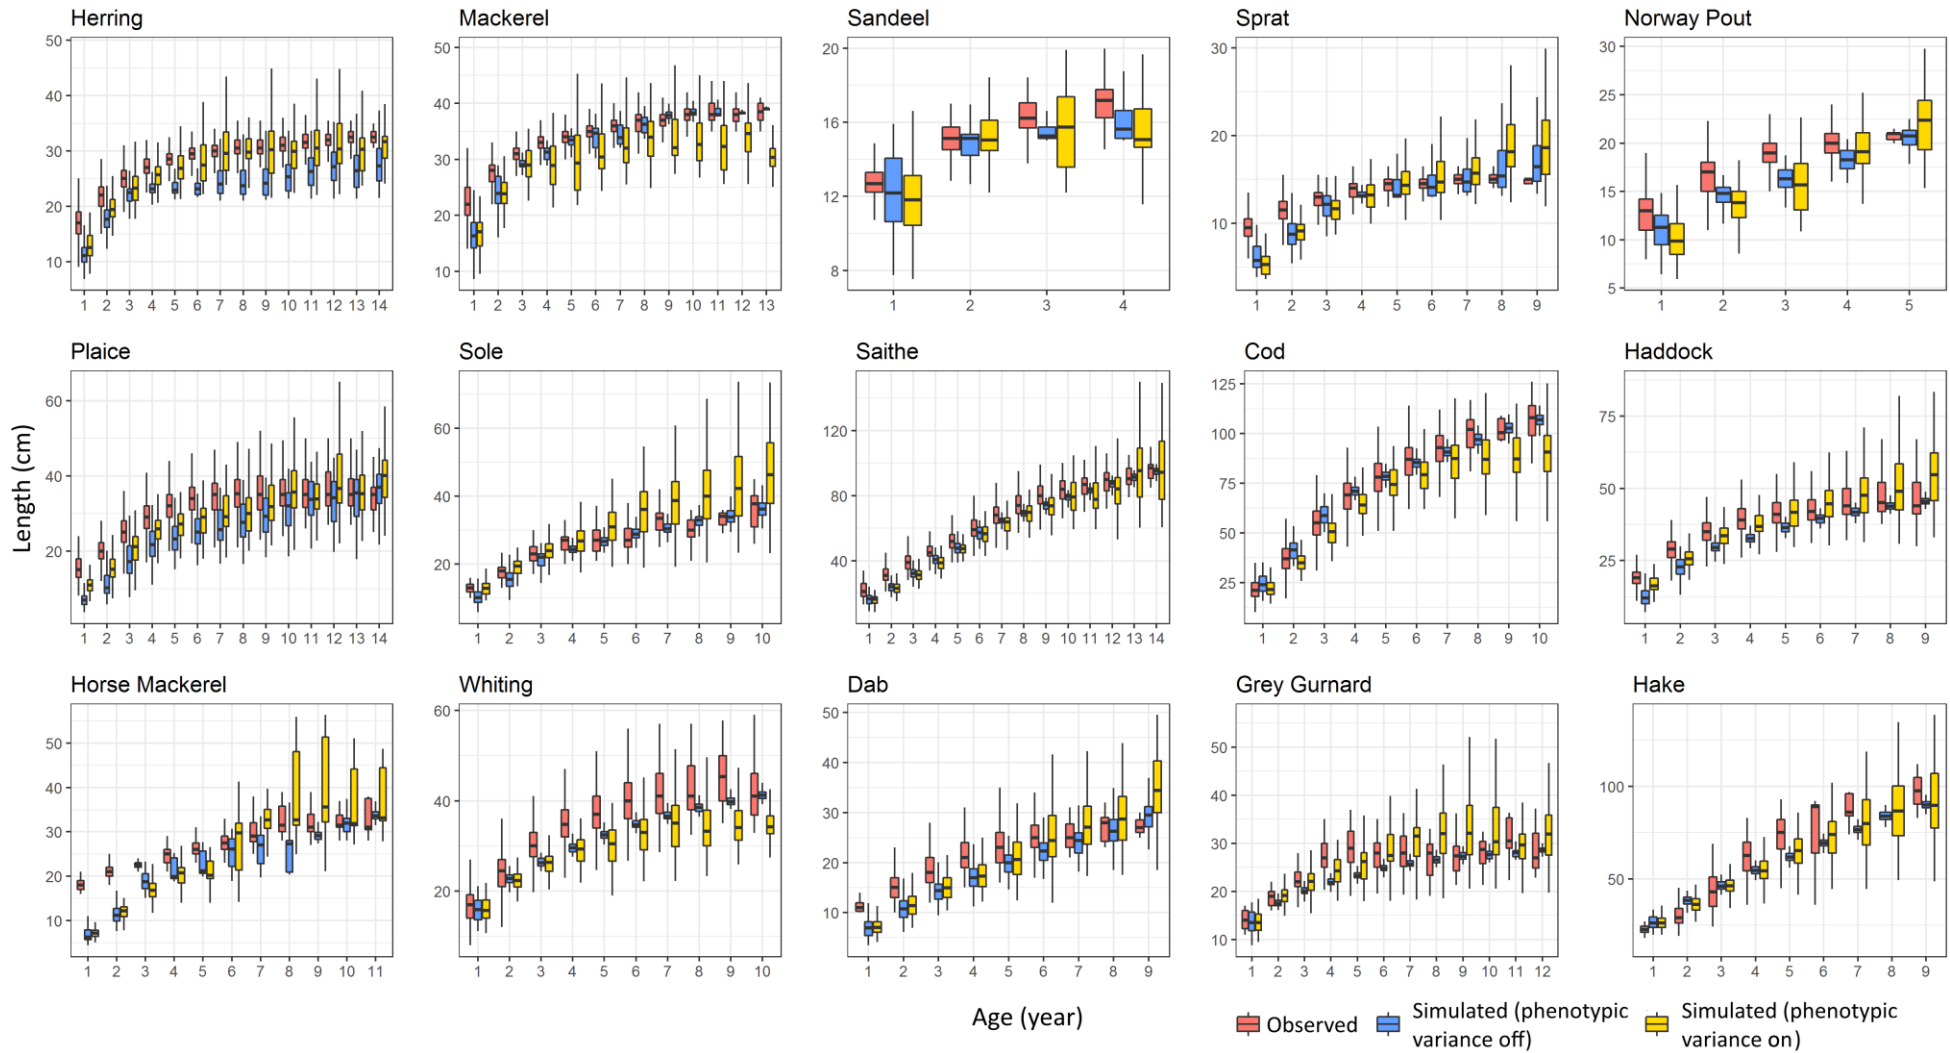 Herring Mackerel Sandeel Sprat Norway Pout
50
40
30
20
10
1 2 3 4 5 6 7 8 9 10 11 12 13 14
50
40
30
20
10
1 2 3 4 5 6 7 8 9 10 11 12 13
20
16
12
8
1 2 3 4
30
20
10
1 2 3 4 5 6 7 8 9
30
25
20
15
10
5
1 2 3 4 5
Length (cm)
Plaice Sole Saithe Cod Haddock
60
40
20
1 2 3 4 5 6 7 8 9 10 11 12 13 14
60
40
20
1 2 3 4 5 6 7 8 9 10
120
80
40
1 2 3 4 5 6 7 8 9 10 11 12 13 14
125
100
75
50
25
1 2 3 4 5 6 7 8 9 10
75
50
25
1 2 3 4 5 6 7 8 9
Horse Mackerel Whiting Dab Grey Gurnard Hake
50
40
30
20
10
1 2 3 4 5 6 7 8 9 10 11
60
40
20
1 2 3 4 5 6 7 8 9 10
50
40
30
20
10
1 2 3 4 5 6 7 8 9
50
40
30
20
10
1 2 3 4 5 6 7 8 9 10 11 12
100
50
1 2 3 4 5 6 7 8 9
Age (year)
Observed
Simulated (phenotypic
variance off)
Simulated (phenotypic
variance on)